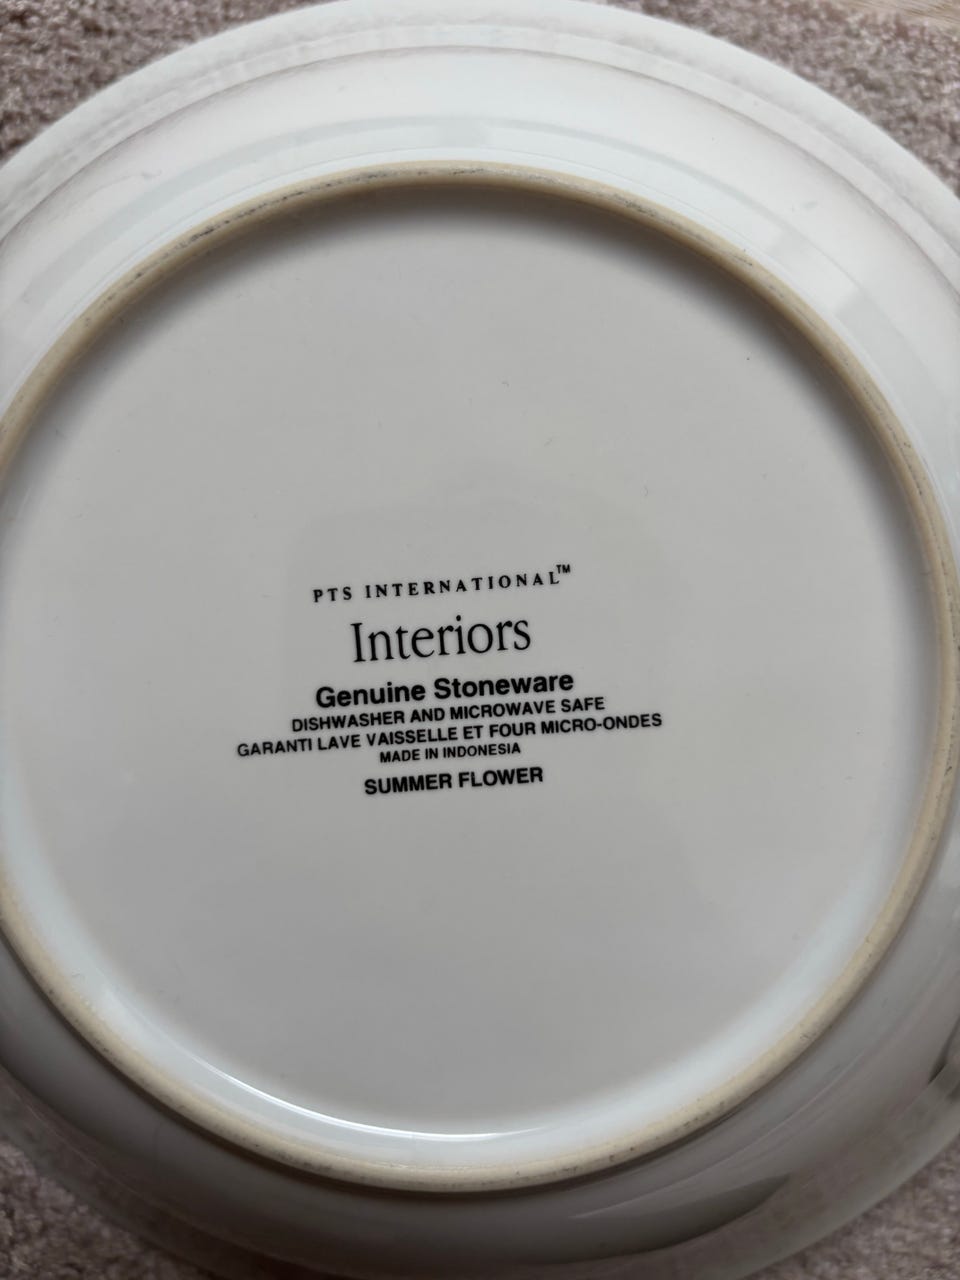 PTS INTERNATIONAL™
Interiors
Genuine Stoneware
DISHWASHER AND MICROWAVE SAFE
GARANTI LAVE VAISSELLE ET FOUR MICRO-ONDES
MADE IN INDONESIA
SUMMER FLOWER